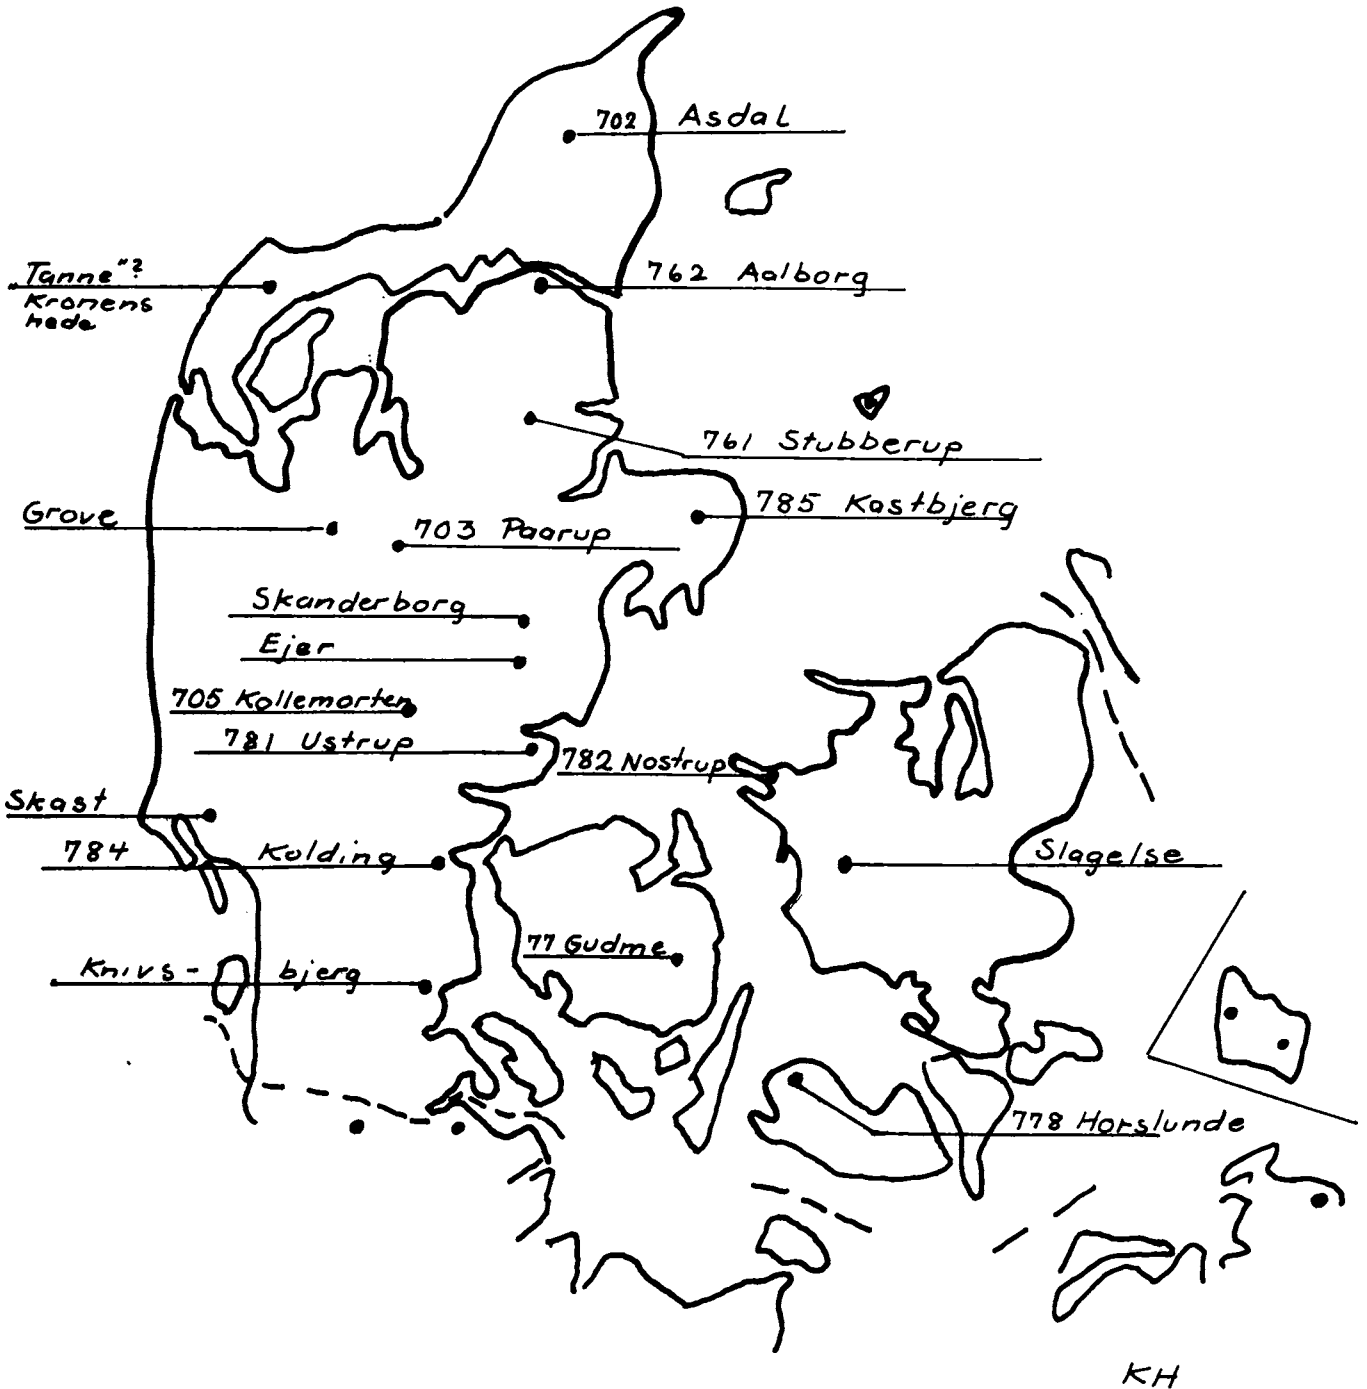 702 Asdal
„Tanne"?
Kronens
hede
762 Aalborg
761 Stubberup
785 Kastbjerg
Grove
703 Paarup
Skanderborg
Ejer
705 Kollemorten
781 Ustrup
782 Nostrup
Skast
784 Kolding
Slagelse
77 Gudme
Knivs- bjerg
778 Horslunde
KH